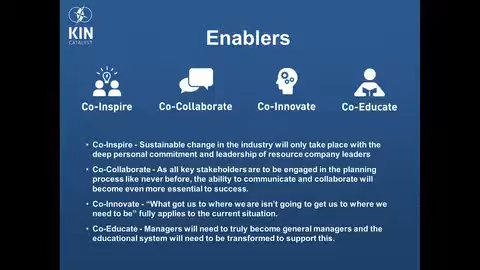 KIN
CATALYST
Enablers
Co-Inspire
Co-Collaborate
Co-Innovate
Co-Educate
• Co-Inspire - Sustainable change in the industry will only take place with the
deep personal commitment and leadership of resource company leaders
• Co-Collaborate - As all key stakeholders are to be engaged in the planning
process like never before, the ability to communicate and collaborate will
become even more essential to success.
• Co-Innovate - “What got us to where we are isn’t going to get us to where we
need to be” fully applies to the current situation.
• Co-Educate - Managers will need to truly become general managers and the
educational system will need to be transformed to support this.